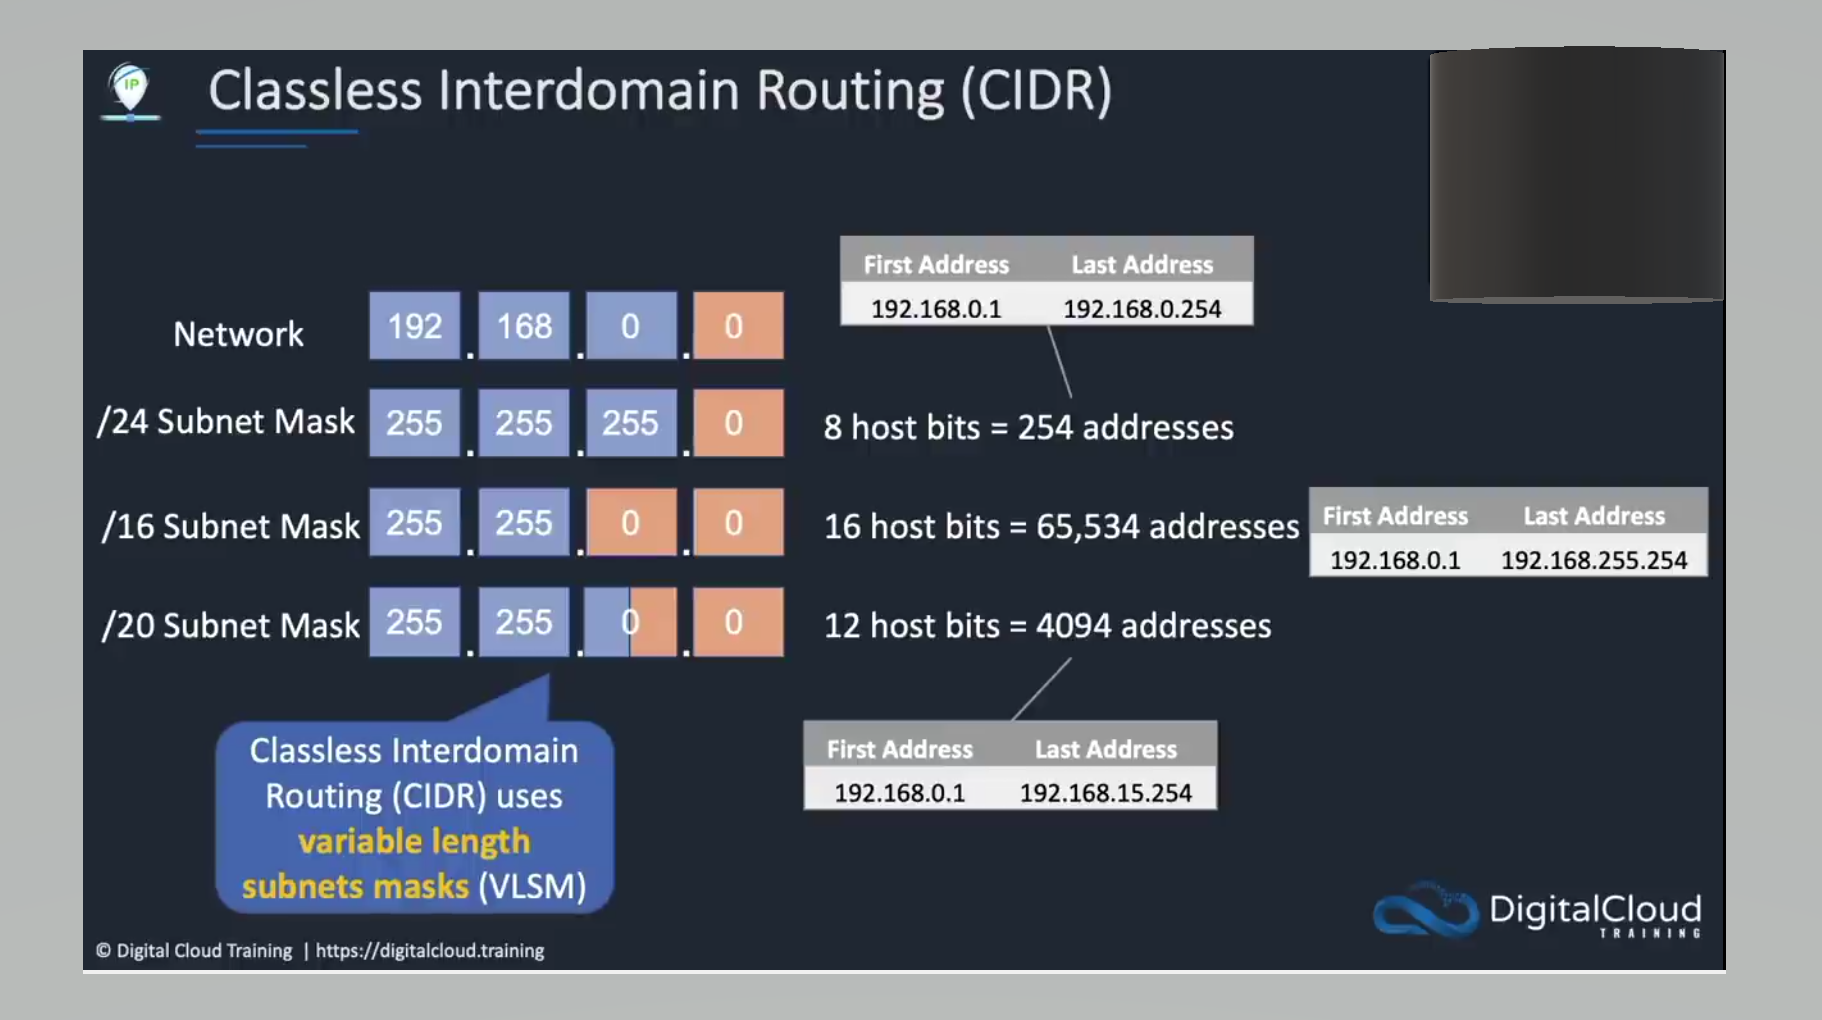 IP
Classless Interdomain Routing (CIDR)
First Address Last Address
192.168.0.1 192.168.0.254
Network 192 . 168 . 0 . 0
/24 Subnet Mask 255 . 255 . 255 . 0 8 host bits = 254 addresses
/16 Subnet Mask 255 . 255 . 0 . 0 16 host bits = 65,534 addresses
First Address Last Address
192.168.0.1 192.168.255.254
/20 Subnet Mask 255 . 255 . 0 . 0 12 host bits = 4094 addresses
First Address Last Address
192.168.0.1 192.168.15.254
Classless Interdomain
Routing (CIDR) uses
variable length
subnets masks (VLSM)
DigitalCloud
TRAINING
© Digital Cloud Training | https://digitalcloud.training